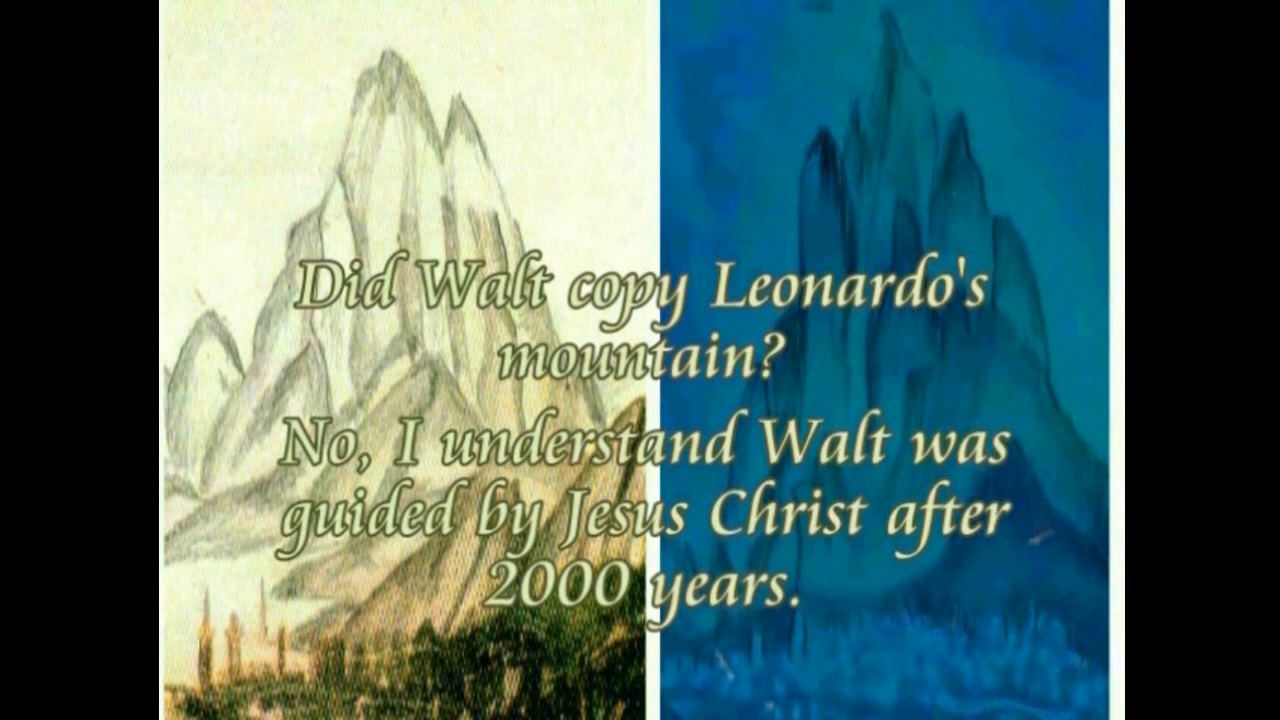 Did Walt copy Leonardo's
mountain?
No, I understand Walt was
guided by Jesus Christ after
2000 years.